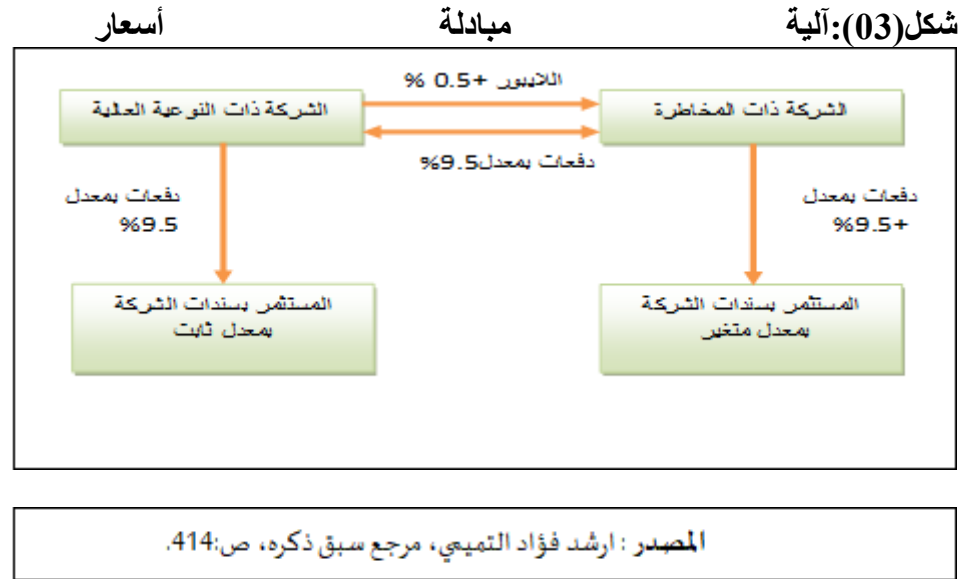 شكل(03):آلية مبادلة أسعار
اللايبور +0.5 %
الشركة ذات المخاطرة
الشركة ذات النوعية العالية
دفعات بمعدل9.5%
دفعات بمعدل
+9.5%
دفعات بمعدل
9.5%
المستثمر بسندات الشركة
بمعدل متغير
المستثمر بسندات الشركة
بمعدل ثابت
المصدر : ارشد فؤاد التميمي، مرجع سبق ذكره، ص:414.